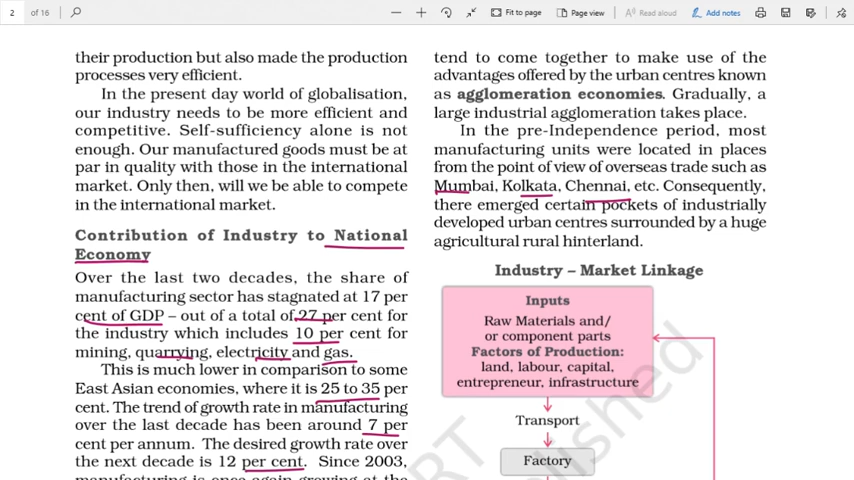 2 of 16
Fit to page
Page view
Read aloud
Add notes
their production but also made the production
processes very efficient.
In the present day world of globalisation,
our industry needs to be more efficient and
competitive. Self-sufficiency alone is not
enough. Our manufactured goods must be at
par in quality with those in the international
market. Only then, will we be able to compete
in the international market.
Contribution of Industry to National
Economy
Over the last two decades, the share of
manufacturing sector has stagnated at 17 per
cent of GDP – out of a total of 27 per cent for
the industry which includes 10 per cent for
mining, quarrying, electricity and gas.
This is much lower in comparison to some
East Asian economies, where it is 25 to 35 per
cent. The trend of growth rate in manufacturing
over the last decade has been around 7 per
cent per annum. The desired growth rate over
the next decade is 12 per cent. Since 2003,
manufacturing is once again growing at the
tend to come together to make use of the
advantages offered by the urban centres known
as agglomeration economies. Gradually, a
large industrial agglomeration takes place.
In the pre-Independence period, most
manufacturing units were located in places
from the point of view of overseas trade such as
Mumbai, Kolkata, Chennai, etc. Consequently,
there emerged certain pockets of industrially
developed urban centres surrounded by a huge
agricultural rural hinterland.
Industry – Market Linkage
Inputs
Raw Materials and/
or component parts
Factors of Production:
land, labour, capital,
entrepreneur, infrastructure
Transport
Factory